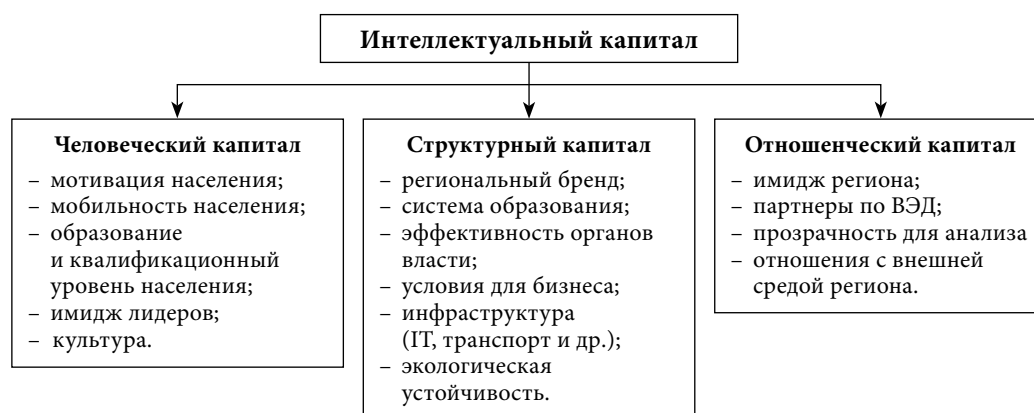 Интеллектуальный капитал
Человеческий капитал
– мотивация населения;
– мобильность населения;
– образование
и квалификационный
уровень населения;
– имидж лидеров;
– культура.
Структурный капитал
– региональный бренд;
– система образования;
– эффективность органов
власти;
– условия для бизнеса;
– инфраструктура
(IT, транспорт и др.);
– экологическая
устойчивость.
Отношенческий капитал
– имидж региона;
– партнеры по ВЭД;
– прозрачность для анализа
– отношения с внешней
средой региона.